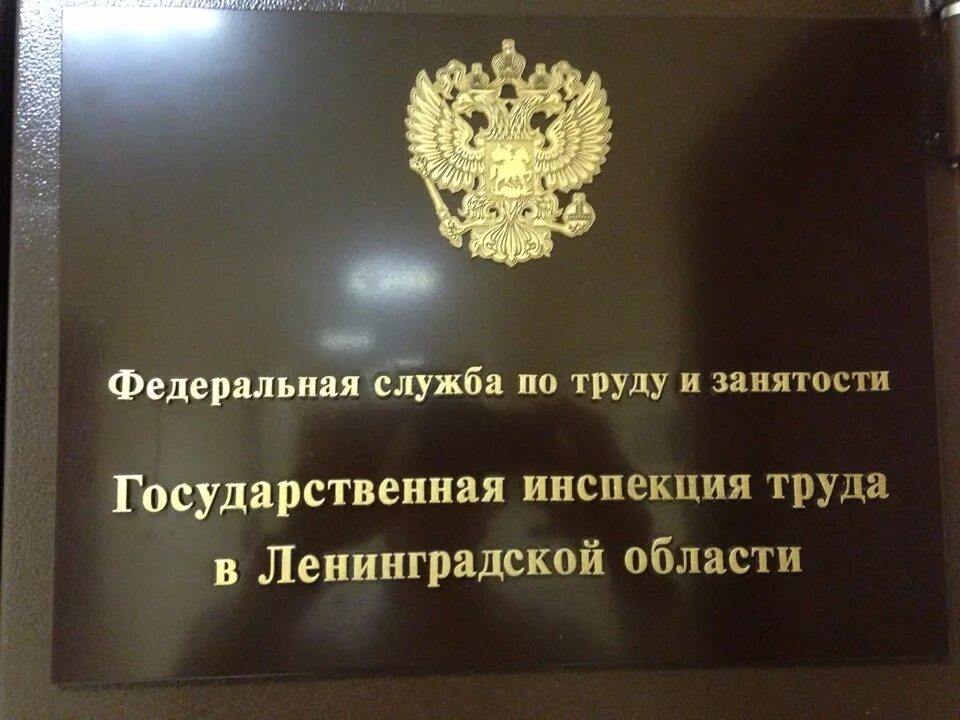 Федеральная служба по труду и занятости
Государственная инспекция труда
в Ленинградской области